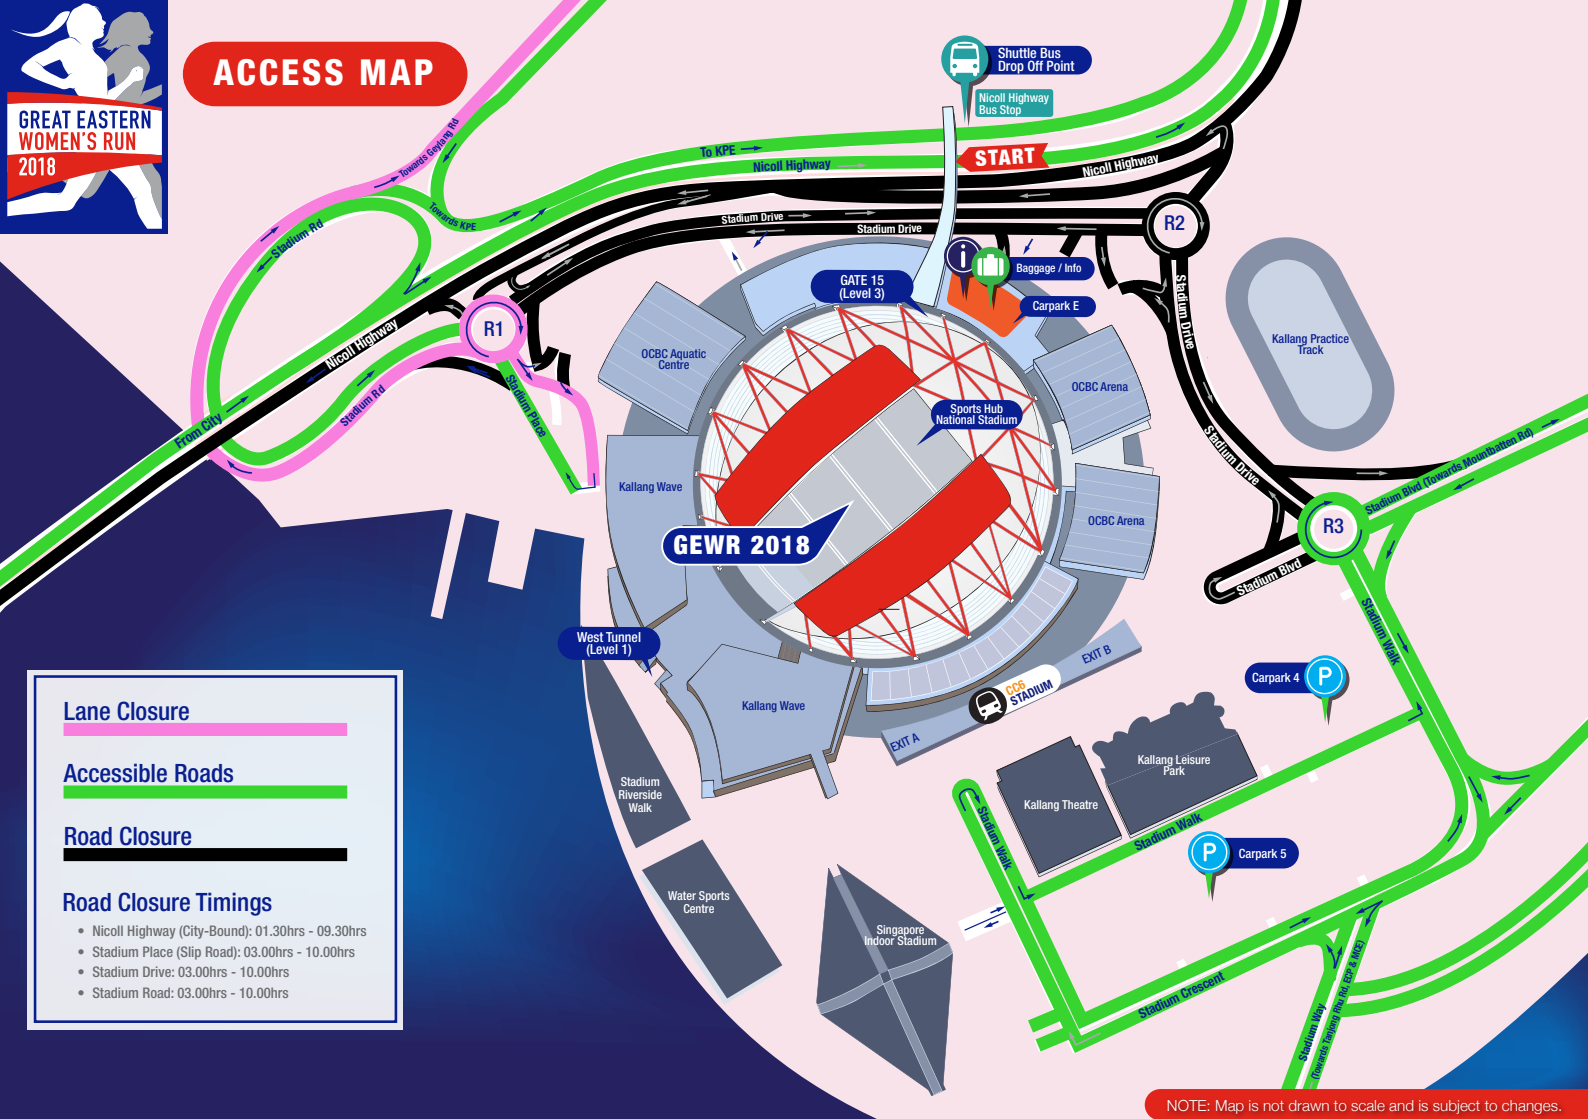 GREAT EASTERN
WOMEN'S RUN
2018
ACCESS MAP
Shuttle Bus
Drop Off Point
Nicoll Highway
Bus Stop
START
To KPE
Nicoll Highway
Nicoll Highway
Towards Geylang Rd
Towards KPE
Stadium Rd
Stadium Drive
Stadium Drive
R2
Baggage / Info
GATE 15
(Level 3)
Carpark E
R1
Nicoll Highway
Stadium Drive
Kallang Practice
Track
OCBC Aquatic
Centre
OCBC Arena
Stadium Rd
Stadium Place
Sports Hub
National Stadium
From City
Stadium Drive
Stadium Blvd (Towards Mountbatten Rd)
Kallang Wave
OCBC Arena
R3
GEWR 2018
Stadium Blvd
Stadium Walk
West Tunnel
(Level 1)
EXIT B
CC6
STADIUM
EXIT A
Carpark 4
P
Kallang Wave
Kallang Leisure
Park
Stadium
Riverside
Walk
Kallang Theatre
Stadium Walk
Stadium Walk
P
Carpark 5
Water Sports
Centre
Singapore
Indoor Stadium
Stadium Crescent
Stadium Way
(Towards Tanjong Rhu Rd, ECP & MCE)
Lane Closure
Accessible Roads
Road Closure
Road Closure Timings
• Nicoll Highway (City-Bound): 01.30hrs - 09.30hrs
• Stadium Place (Slip Road): 03.00hrs - 10.00hrs
• Stadium Drive: 03.00hrs - 10.00hrs
• Stadium Road: 03.00hrs - 10.00hrs
NOTE: Map is not drawn to scale and is subject to changes.